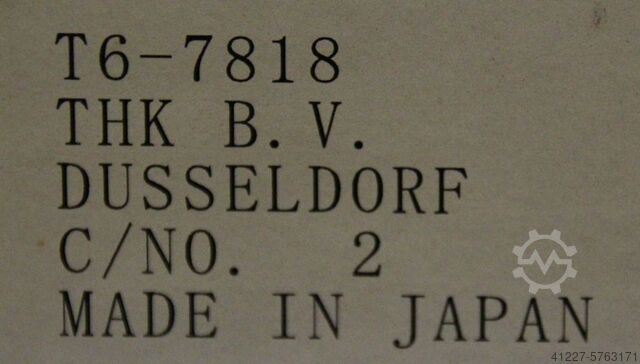 T6-7818
THK B.V.
DUSSELDORF
C/NO. 2
MADE IN JAPAN
41227-5763171